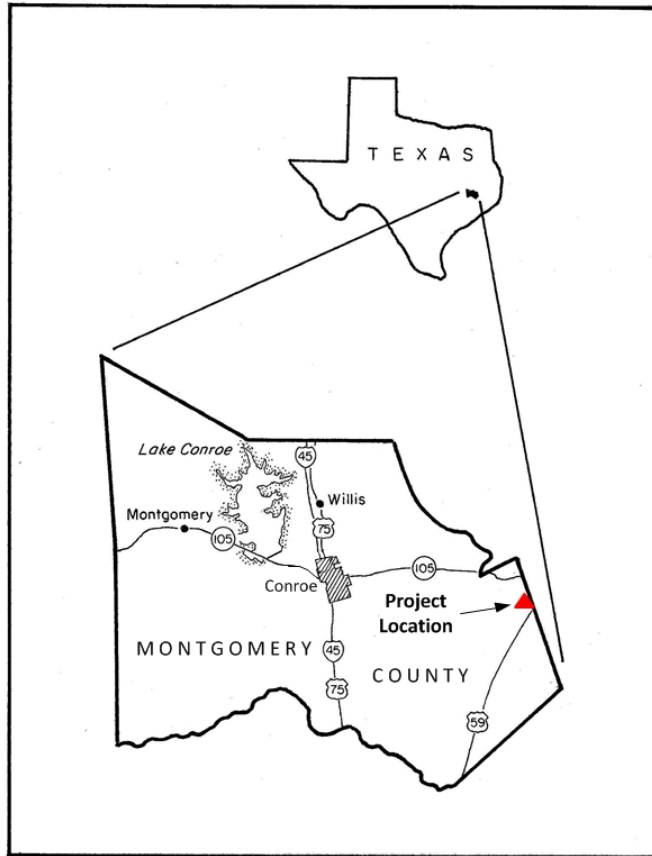 TEXAS
Lake Conroe
45
Willis
Montgomery
75
105
105
Conroe
Project
Location
MONTGOMERY
45
COUNTY
75
59